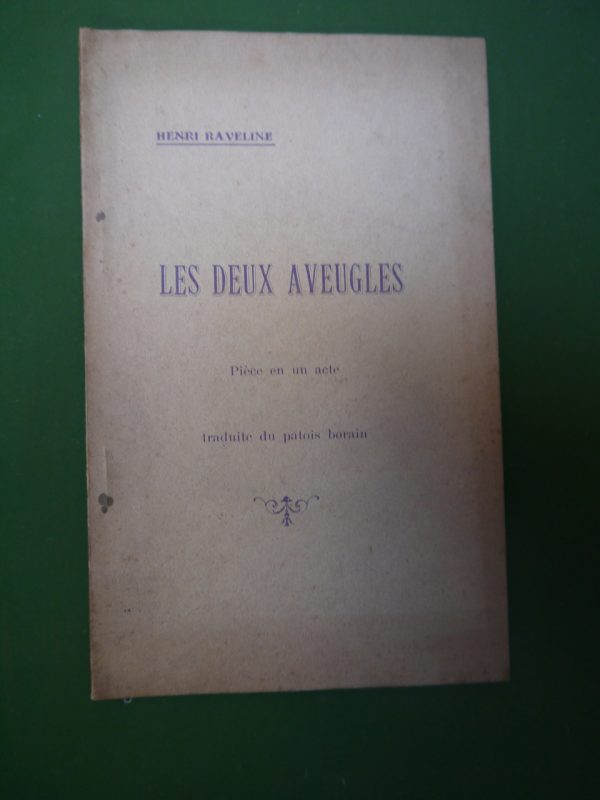 HENRI RAVELINE
LES DEUX AVEUGLES
Pièce en un acte
traduite du patois borain